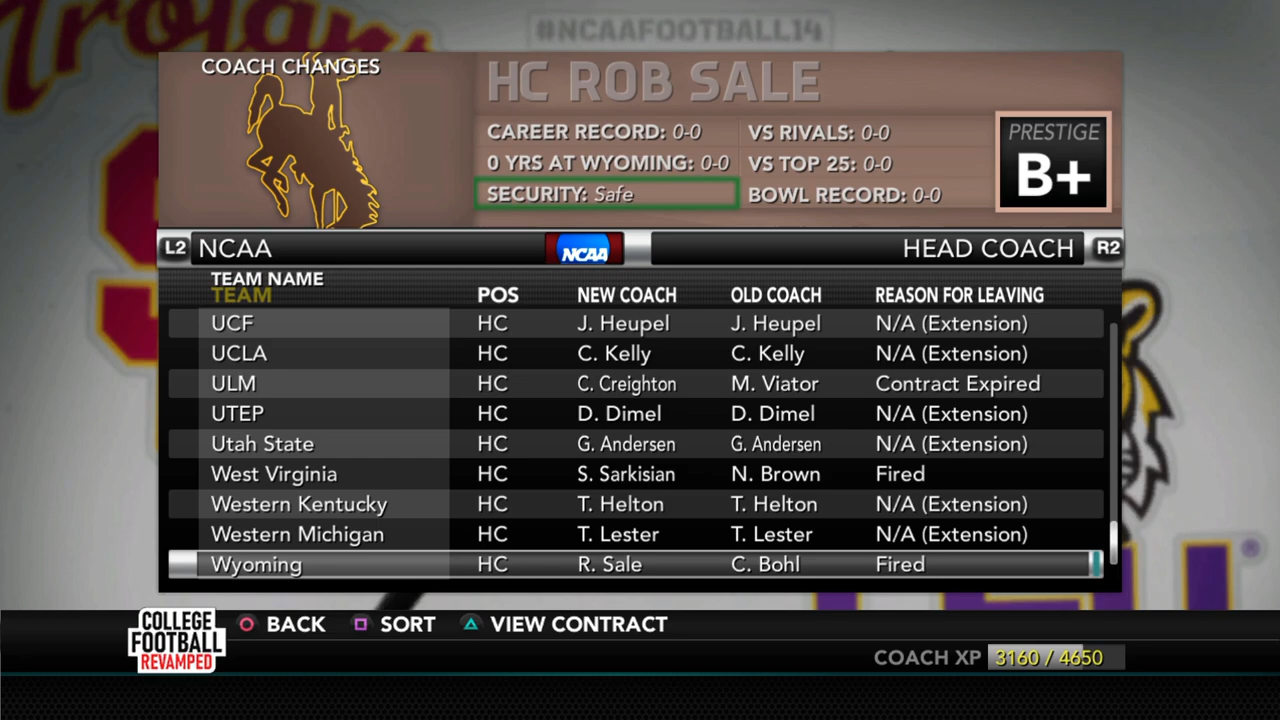 Trojans
#NCAAFOOTBALL14
COACH CHANGES
HC ROB SALE
CAREER RECORD: 0-0 VS RIVALS: 0-0
0 YRS AT WYOMING: 0-0 VS TOP 25: 0-0
SECURITY: Safe BOWL RECORD: 0-0
PRESTIGE
B+
L2 NCAA NCAA HEAD COACH R2
TEAM NAME
TEAM POS NEW COACH OLD COACH REASON FOR LEAVING
UCF HC J. Heupel J. Heupel N/A (Extension)
UCLA HC C. Kelly C. Kelly N/A (Extension)
ULM HC C. Creighton M. Viator Contract Expired
UTEP HC D. Dimel D. Dimel N/A (Extension)
Utah State HC G. Andersen G. Andersen N/A (Extension)
West Virginia HC S. Sarkisian N. Brown Fired
Western Kentucky HC T. Helton T. Helton N/A (Extension)
Western Michigan HC T. Lester T. Lester N/A (Extension)
Wyoming HC R. Sale C. Bohl Fired
COLLEGE
FOOTBALL
REVAMPED
BACK SORT VIEW CONTRACT
COACH XP 3160 / 4650